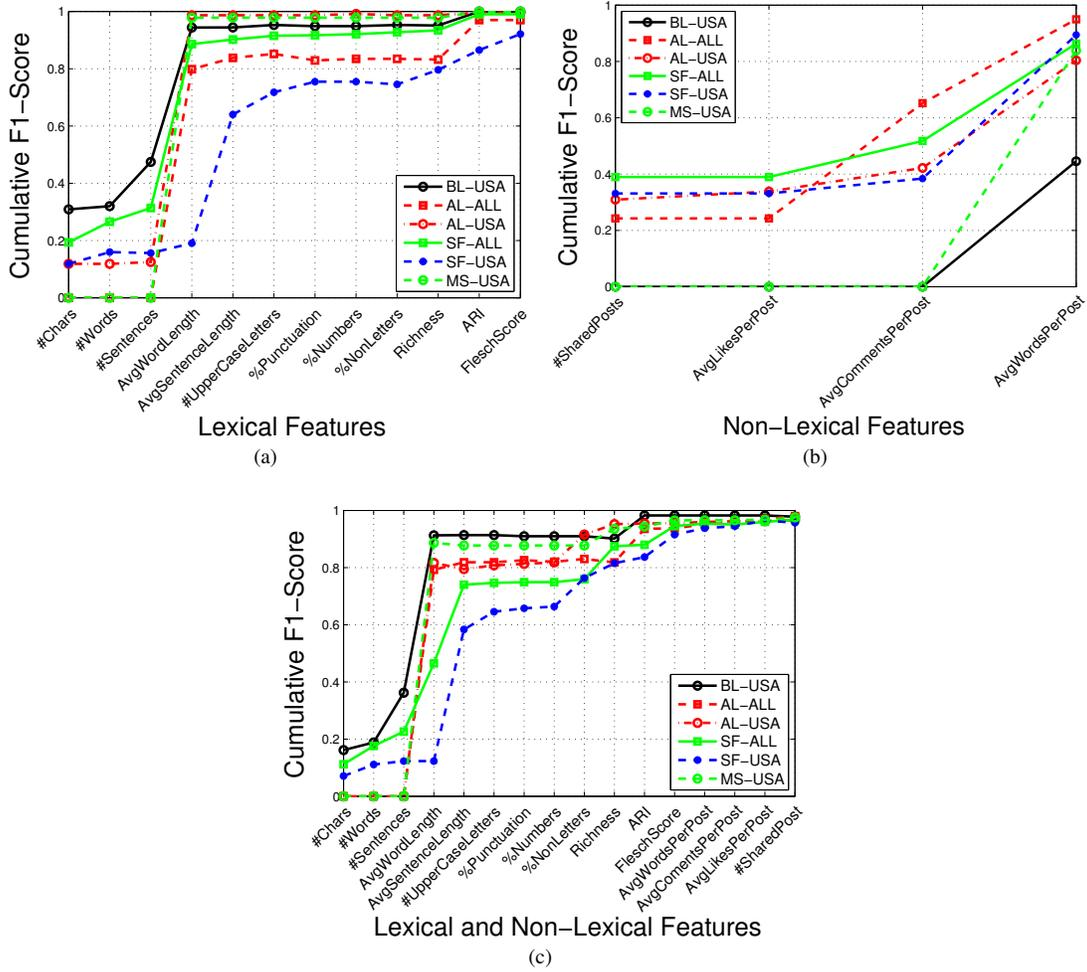 Cumulative F1−Score
1
0.8
0.6
0.4
0.2
0
BL−USA
AL−ALL
AL−USA
SF−ALL
SF−USA
MS−USA
#Chars
#Words
#Sentences
AvgWordLength
AvgSentenceLength
#UpperCaseLetters
%Punctuation
%Numbers
%NonLetters
Richness
ARI
FleschScore
Lexical Features
(a)
Cumulative F1−Score
1
0.8
0.6
0.4
0.2
0
BL−USA
AL−ALL
AL−USA
SF−ALL
SF−USA
MS−USA
#SharedPosts
AvgLikesPerPost
AvgCommentsPerPost
AvgWordsPerPost
Non−Lexical Features
(b)
Cumulative F1−Score
1
0.8
0.6
0.4
0.2
0
BL−USA
AL−ALL
AL−USA
SF−ALL
SF−USA
MS−USA
#Chars
#Words
#Sentences
AvgWordLength
AvgSentenceLength
#UpperCaseLetters
%Punctuation
%Numbers
%NonLetters
Richness
ARI
FleschScore
AvgWordsPerPost
AvgComentsPerPost
AvgLikesPerPost
#SharedPost
Lexical and Non−Lexical Features
(c)